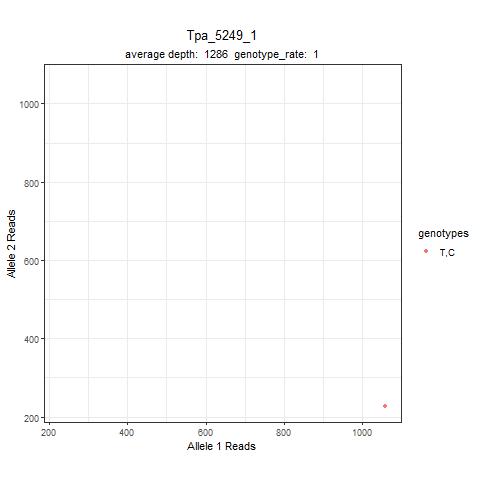 Tpa_5249_1
average depth:  1286  genotype_rate:  1
1000
800
600
400
200
Allele 2 Reads
200 400 600 800 1000
Allele 1 Reads
genotypes
T,C